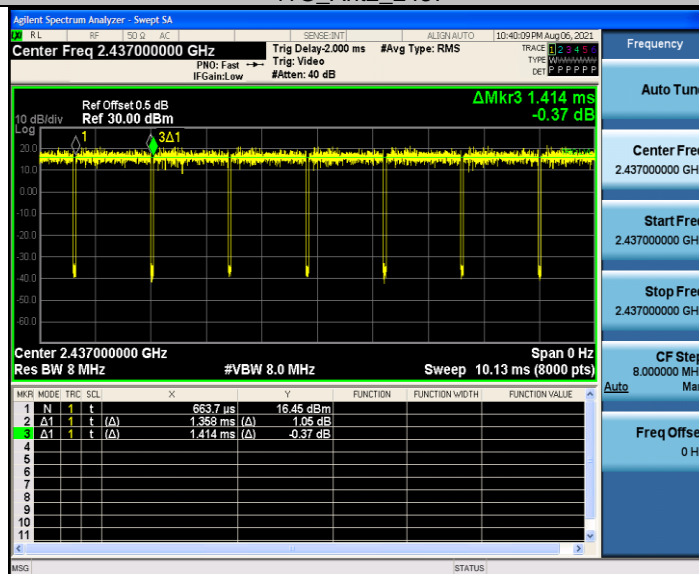 Agilent Spectrum Analyzer - Swept SA
RL RF 50 Ω AC SENSE:INT ALIGN AUTO 10:40:09 PM Aug 06, 2021
Center Freq 2.437000000 GHz
PNO: Fast
IFGain:Low
Trig Delay-2.000 ms
Trig: Video
#Atten: 40 dB
#Avg Type: RMS
TRACE 1 2 3 4 5 6
TYPE W
DET P P P P P P
Frequency
Auto Tune
Center Freq
2.437000000 GH
Start Freq
2.437000000 GH
Stop Freq
2.437000000 GH
CF Step
8.000000 MH
Auto Ma
Freq Offse
0 H
ΔMkr3 1.414 ms
-0.37 dB
Ref Offset 0.5 dB
10 dB/div Ref 30.00 dBm
Log
1 3Δ1
20.0
10.0
0.00
-10.0
-20.0
-30.0
-40.0
-50.0
-60.0
Center 2.437000000 GHz Span 0 Hz
Res BW 8 MHz #VBW 8.0 MHz Sweep 10.13 ms (8000 pts)
MKR MODE TRC SCL X Y FUNCTION FUNCTION WIDTH FUNCTION VALUE
1 N 1 t 663.7 µs 16.45 dBm
2 Δ1 1 t (Δ) 1.358 ms (Δ) 1.05 dB
3 Δ1 1 t (Δ) 1.414 ms (Δ) -0.37 dB
4
5
6
7
8
9
10
11
MSG STATUS